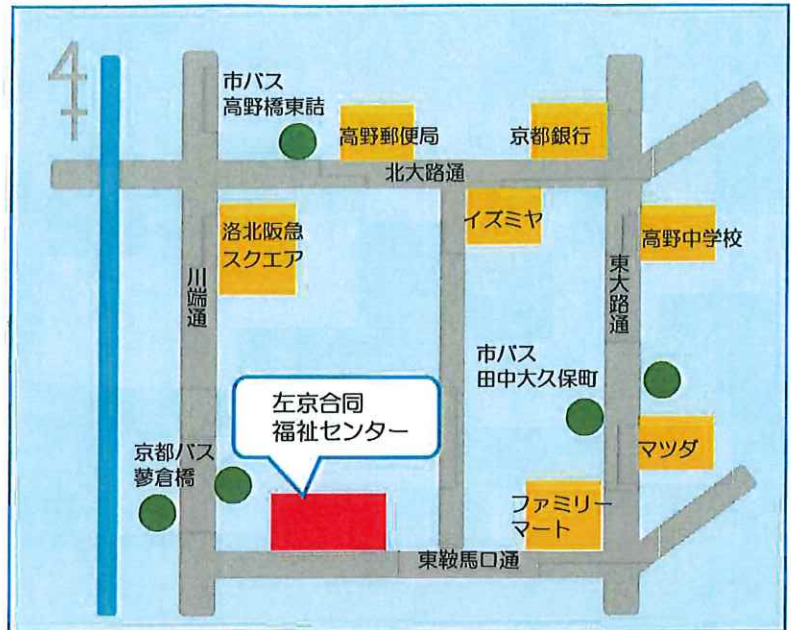 市バス
高野橋東詰
高野郵便局
京都銀行
北大路通
洛北阪急
スクエア
イズミヤ
高野中学校
川端通
東大路通
市バス
田中大久保町
左京合同
福祉センター
京都バス
蓼倉橋
マツダ
ファミリー
マート
東鞍馬口通